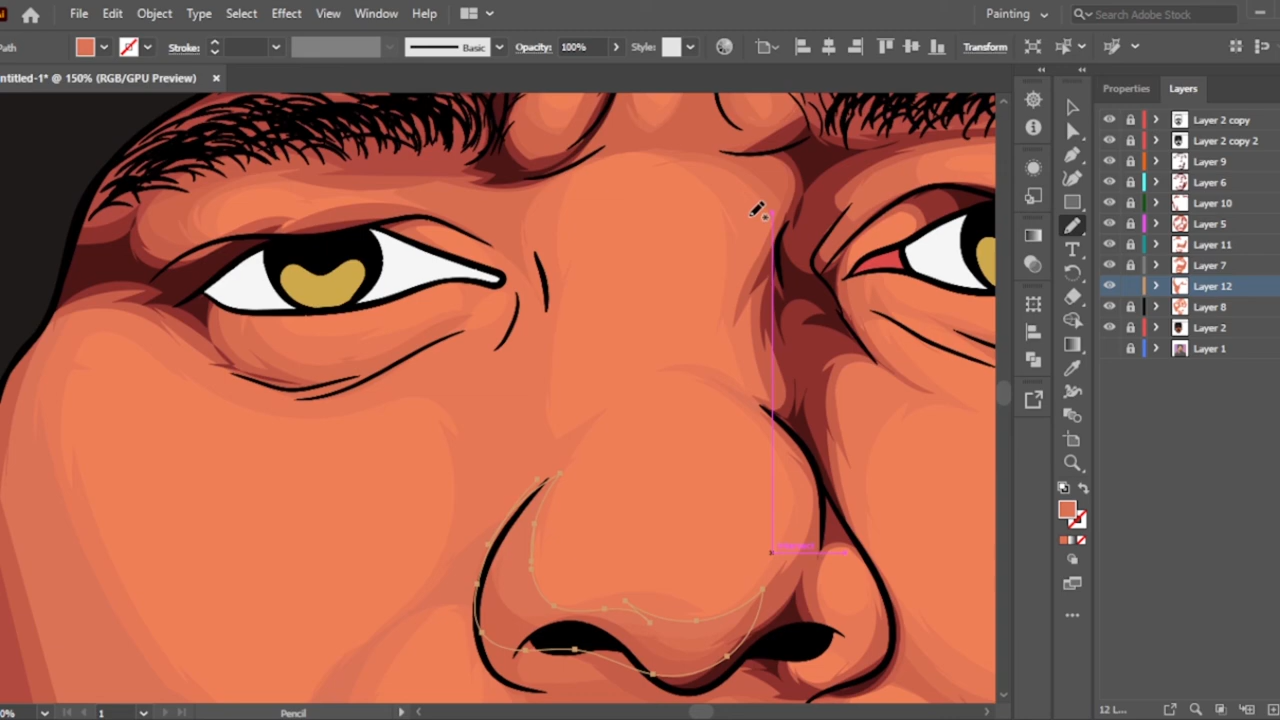 Ai File Edit Object Type Select Effect View Window Help Painting Search Adobe Stock
Path Stroke: Basic Opacity: 100% Style: Transform
ntitled-1* @ 150% (RGB/GPU Preview) ×
Properties Layers
Layer 2 copy
Layer 2 copy 2
Layer 9
Layer 6
Layer 10
Layer 5
Layer 11
Layer 7
Layer 12
Layer 8
Layer 2
Layer 1
0% 1 Pencil 12 L...